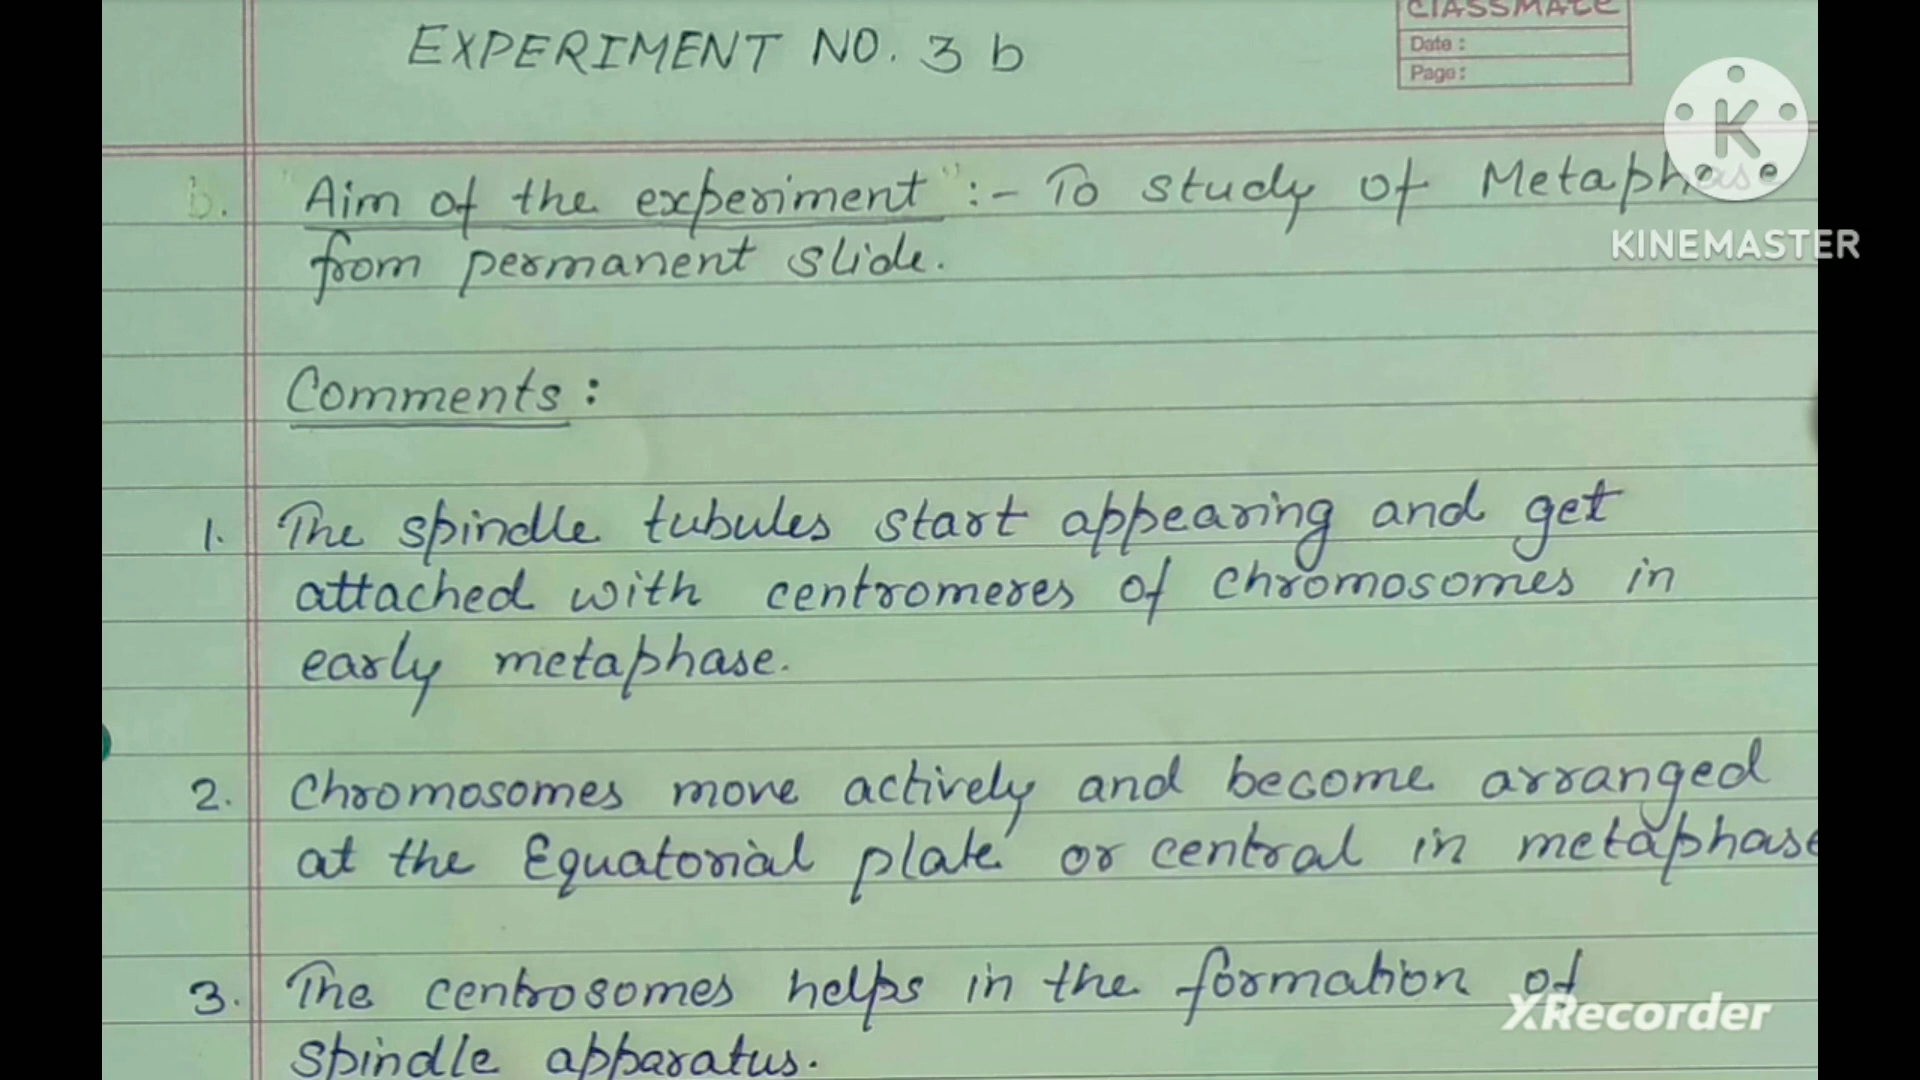 EXPERIMENT NO. 3 b
CLASSMATE
Date :
Page :
b. "Aim of the experiment" :- To study of Metaphase
KINEMASTER
from permanent slide.
Comments :
1. The spindle tubules start appearing and get
attached with centromeres of chromosomes in
early metaphase.
2. Chromosomes move actively and become arranged
at the Equatorial plate or central in metaphase
3. The centrosomes helps in the formation of
XRecorder
spindle apparatus.